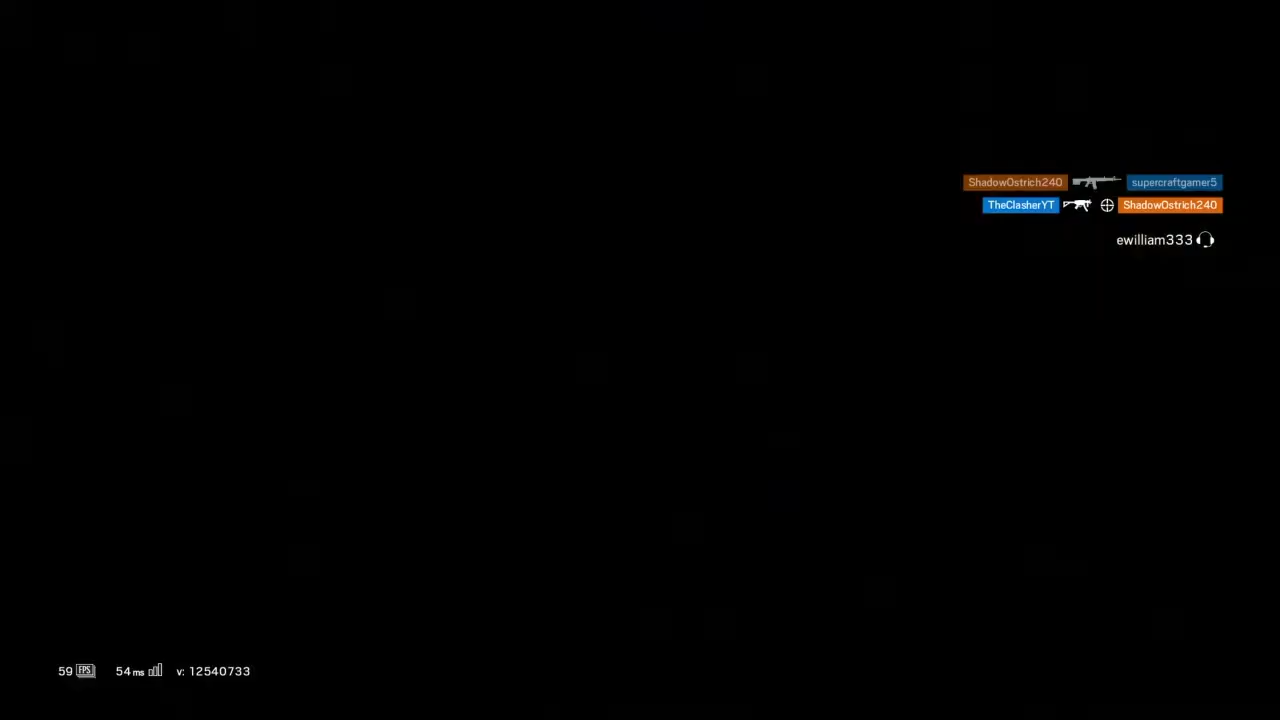 ShadowOstrich240 supercraftgamer5
TheClasherYT ShadowOstrich240
ewilliam333
59 FPS 54 ms v: 12540733